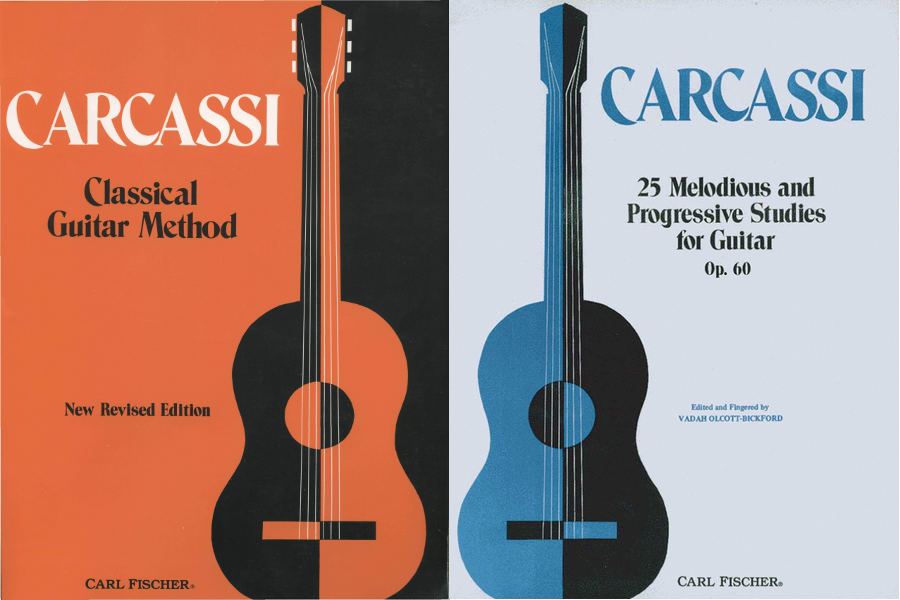 CARCASSI
Classical
Guitar Method
New Revised Edition
CARL FISCHER®
CARCASSI
25 Melodious and
Progressive Studies
for Guitar
Op. 60
Edited and Fingered by
VADAH OLCOTT-BICKFORD
CARL FISCHER®